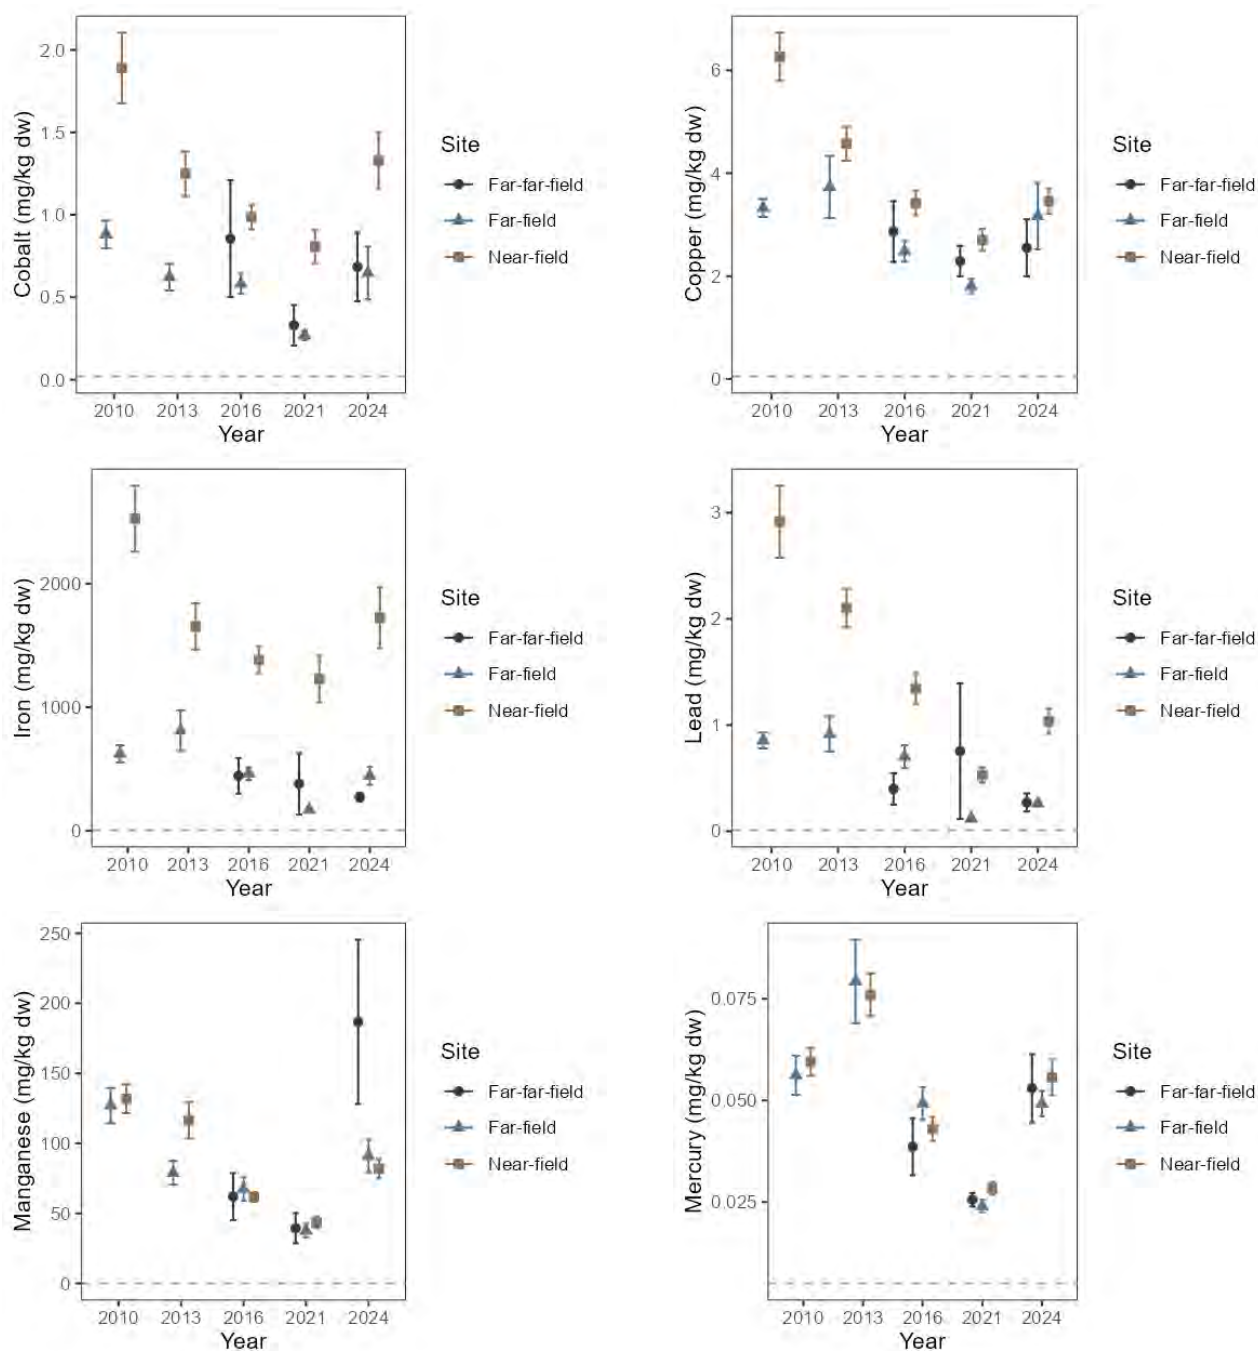 Cobalt (mg/kg dw)
2.0
1.5
1.0
0.5
0.0
2010 2013 2016 2021 2024
Year
Site
Far-far-field
Far-field
Near-field
Copper (mg/kg dw)
6
4
2
0
2010 2013 2016 2021 2024
Year
Site
Far-far-field
Far-field
Near-field
Iron (mg/kg dw)
2000
1000
0
2010 2013 2016 2021 2024
Year
Site
Far-far-field
Far-field
Near-field
Lead (mg/kg dw)
3
2
1
0
2010 2013 2016 2021 2024
Year
Site
Far-far-field
Far-field
Near-field
Manganese (mg/kg dw)
250
200
150
100
50
0
2010 2013 2016 2021 2024
Year
Site
Far-far-field
Far-field
Near-field
Mercury (mg/kg dw)
0.075
0.050
0.025
2010 2013 2016 2021 2024
Year
Site
Far-far-field
Far-field
Near-field